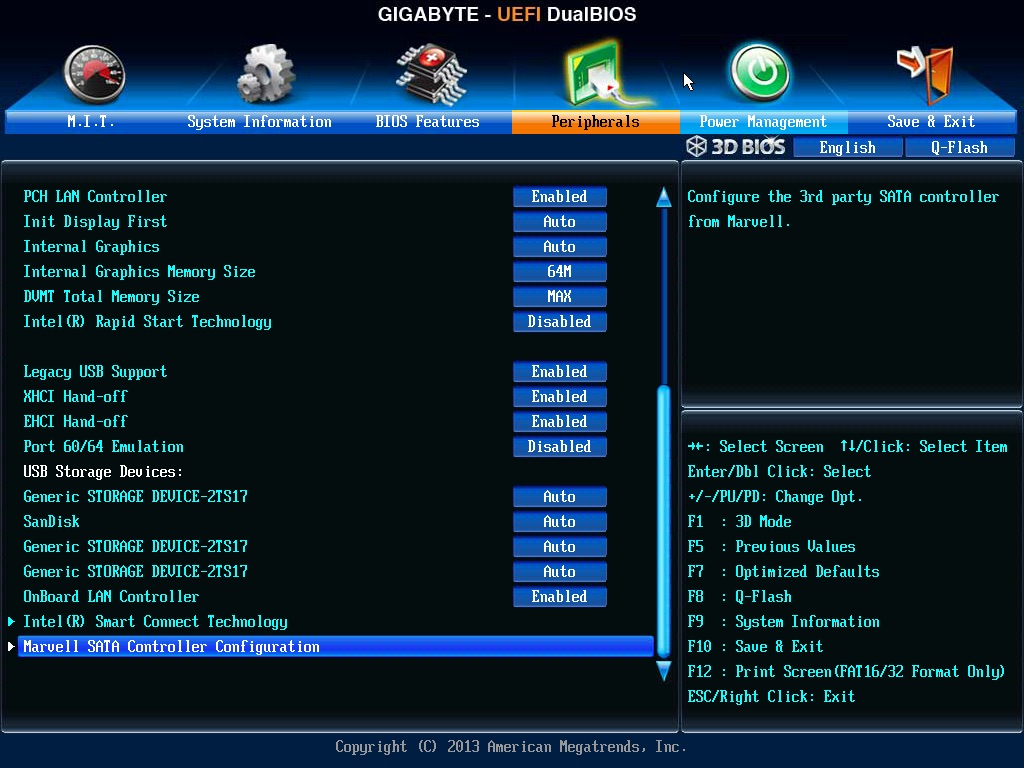 GIGABYTE - UEFI DualBIOS
M.I.T. System Information BIOS Features Peripherals Power Management Save & Exit
3D BIOS English Q-Flash
PCH LAN Controller Enabled
Init Display First Auto
Internal Graphics Auto
Internal Graphics Memory Size 64M
DVMT Total Memory Size MAX
Intel(R) Rapid Start Technology Disabled
Legacy USB Support Enabled
XHCI Hand-off Enabled
EHCI Hand-off Enabled
Port 60/64 Emulation Disabled
USB Storage Devices:
Generic STORAGE DEVICE-2TS17 Auto
SanDisk Auto
Generic STORAGE DEVICE-2TS17 Auto
Generic STORAGE DEVICE-2TS17 Auto
OnBoard LAN Controller Enabled
Intel(R) Smart Connect Technology
Marvell SATA Controller Configuration
Configure the 3rd party SATA controller
from Marvell.
→←: Select Screen ↑↓/Click: Select Item
Enter/Dbl Click: Select
+/-/PU/PD: Change Opt.
F1 : 3D Mode
F5 : Previous Values
F7 : Optimized Defaults
F8 : Q-Flash
F9 : System Information
F10 : Save & Exit
F12 : Print Screen(FAT16/32 Format Only)
ESC/Right Click: Exit
Copyright (C) 2013 American Megatrends, Inc.